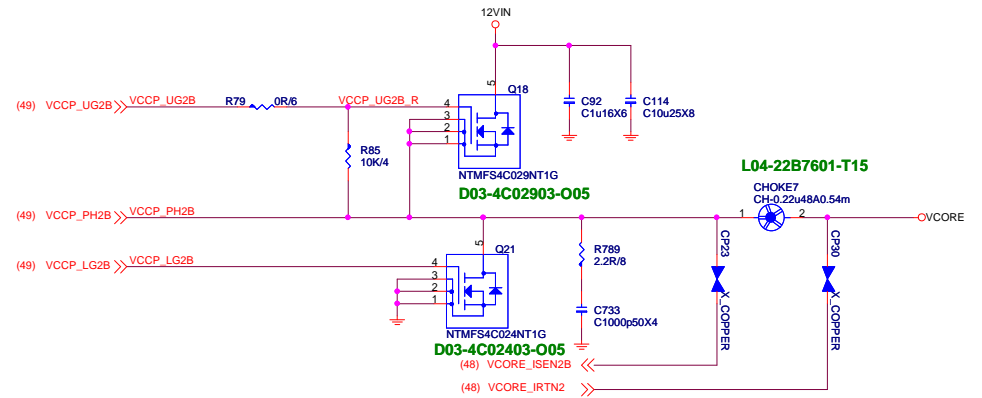 12VIN
5
Q18
(49) VCCP_UG2B VCCP_UG2B R79 0R/6 VCCP_UG2B_R 4
3
2
1
C92
C1u16X6
C114
C10u25X8
R85
10K/4
NTMFS4C029NT1G
D03-4C02903-O05
L04-22B7601-T15
CHOKE7
CH-0.22u48A0.54m
(49) VCCP_PH2B VCCP_PH2B
1 2
VCORE
5
Q21
(49) VCCP_LG2B VCCP_LG2B 4
3
2
1
R789
2.2R/8
CP23
X_COPPER
CP30
X_COPPER
C733
C1000p50X4
NTMFS4C024NT1G
D03-4C02403-O05
(48) VCORE_ISEN2B
(48) VCORE_IRTN2